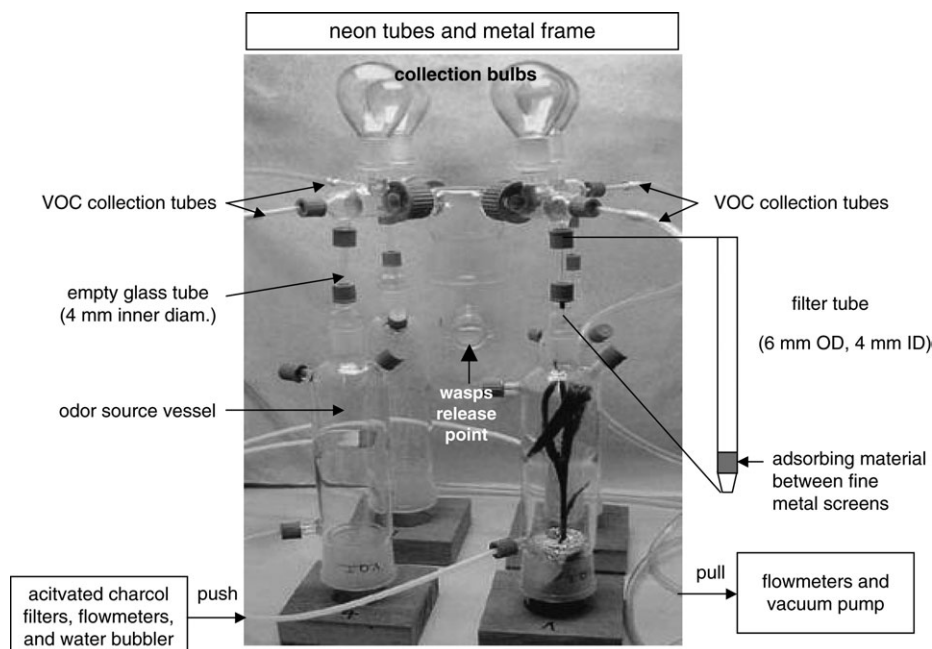 neon tubes and metal frame
collection bulbs
VOC collection tubes
VOC collection tubes
empty glass tube
(4 mm inner diam.)
filter tube
(6 mm OD, 4 mm ID)
wasps
release
point
odor source vessel
adsorbing material
between fine
metal screens
acitvated charcol
filters, flowmeters,
and water bubbler
push
pull
flowmeters and
vacuum pump